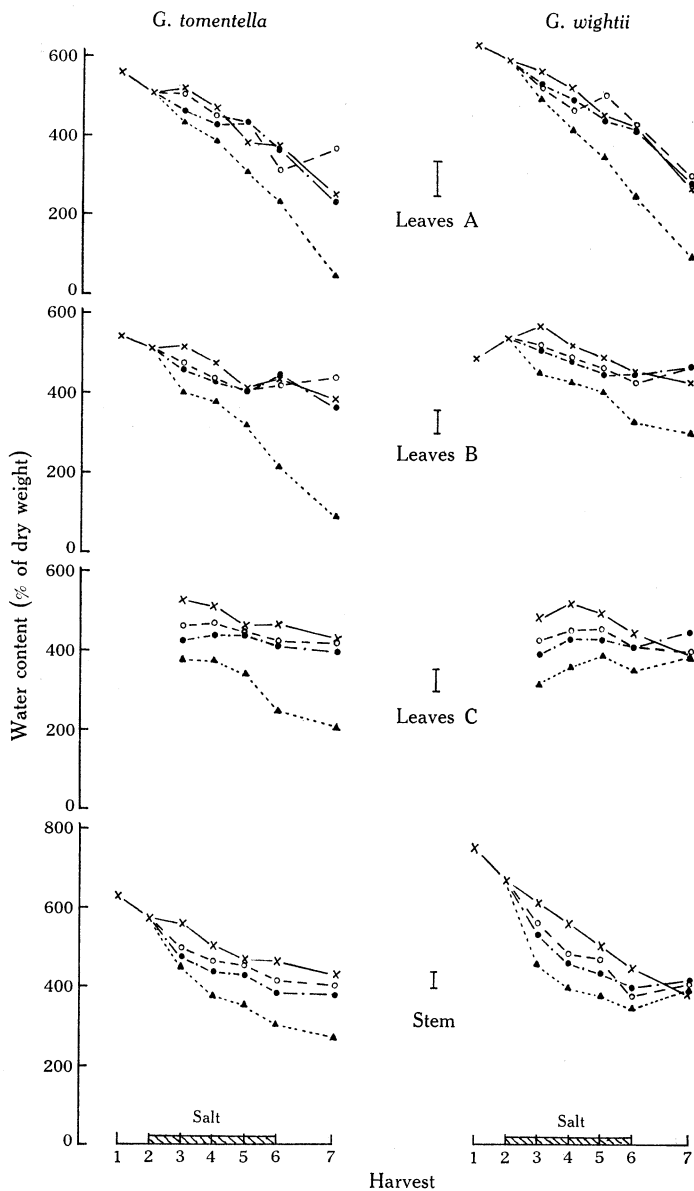 G. tomentella
G. wightii
600
400
200
0
Leaves A
600
400
200
0
Leaves B
Water content (% of dry weight)
600
400
200
0
Leaves C
800
600
400
200
0
Stem
Salt
Salt
1 2 3 4 5 6 7
1 2 3 4 5 6 7
Harvest